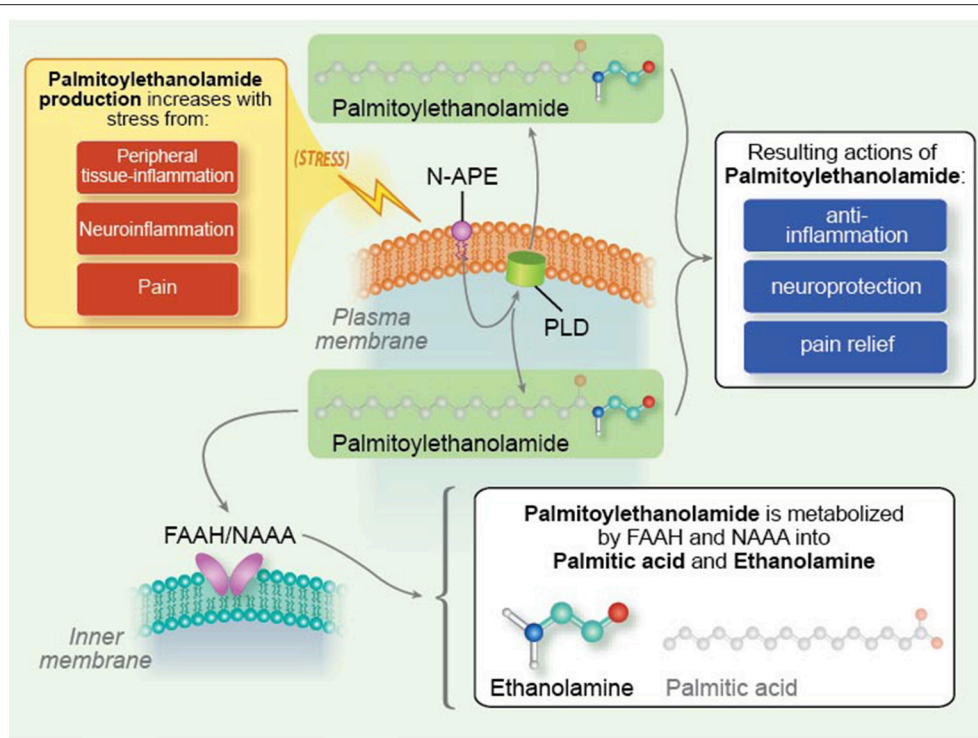 Palmitoylethanolamide
production increases with
stress from:
Peripheral
tissue-inflammation
Neuroinflammation
Pain
(STRESS)
Palmitoylethanolamide
N-APE
PLD
Plasma
membrane
Resulting actions of
Palmitoylethanolamide:
anti-
inflammation
neuroprotection
pain relief
Palmitoylethanolamide
FAAH/NAAA
Inner
membrane
Palmitoylethanolamide is metabolized
by FAAH and NAAA into
Palmitic acid and Ethanolamine
Ethanolamine
Palmitic acid